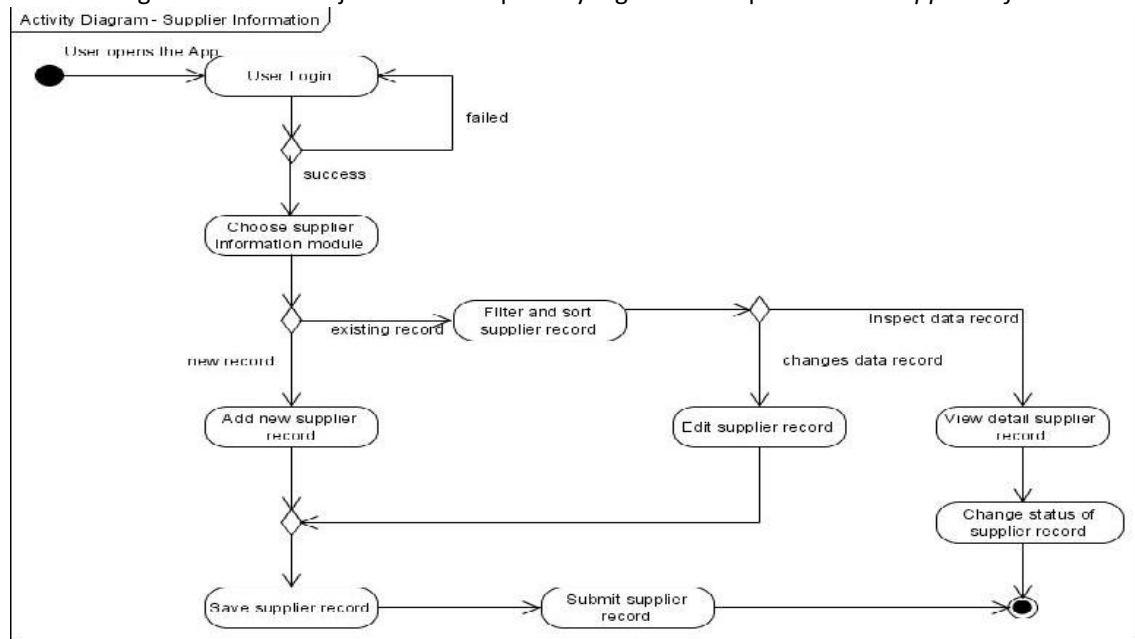 Activity Diagram - Supplier Information
User opens the App
User Login
failed
success
Choose supplier
information module
Filter and sort
supplier record
existing record
Inspect data record
new record
changes data record
Add new supplier
record
Edit supplier record
View detail supplier
record
Change status of
supplier record
Save supplier record
Submit supplier
record